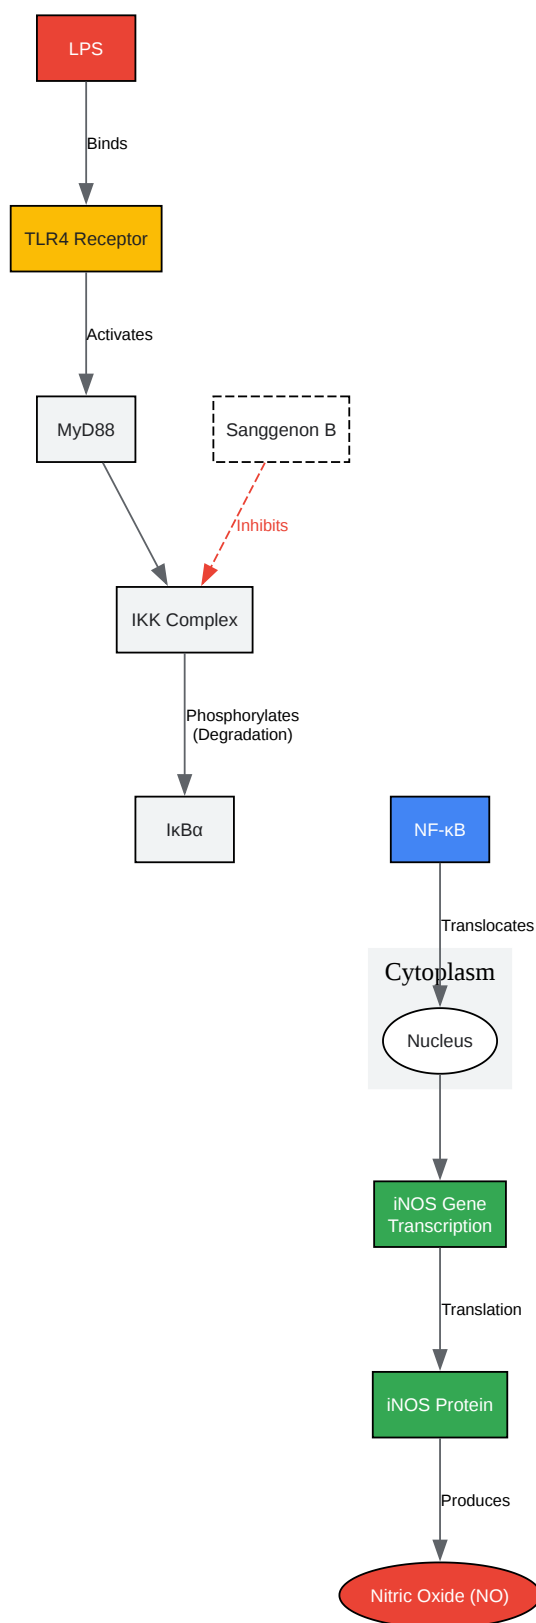 LPS
Binds
TLR4 Receptor
Activates
MyD88
Sanggenon B
Inhibits
IKK Complex
Phosphorylates
(Degradation)
IκBα
NF-κB
Translocates
Cytoplasm
Nucleus
iNOS Gene
Transcription
Translation
iNOS Protein
Produces
Nitric Oxide (NO)